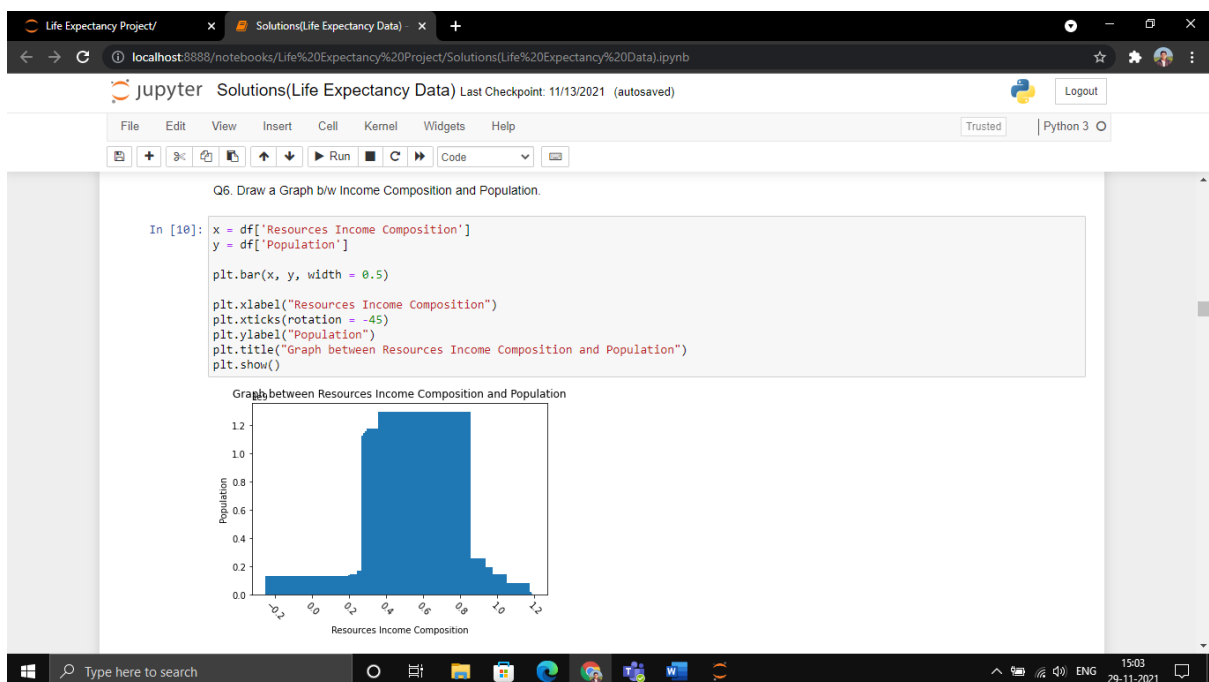 Life Expectancy Project/
Solutions(Life Expectancy Data) -
localhost:8888/notebooks/Life%20Expectancy%20Project/Solutions(Life%20Expectancy%20Data).ipynb
jupyter Solutions(Life Expectancy Data) Last Checkpoint: 11/13/2021 (autosaved)
Logout
File Edit View Insert Cell Kernel Widgets Help
Trusted Python 3
Run Code
Q6. Draw a Graph b/w Income Composition and Population.
In [10]: x = df['Resources Income Composition']
y = df['Population']
plt.bar(x, y, width = 0.5)
plt.xlabel("Resources Income Composition")
plt.xticks(rotation = -45)
plt.ylabel("Population")
plt.title("Graph between Resources Income Composition and Population")
plt.show()
Graph between Resources Income Composition and Population
1e9
1.2
1.0
0.8
0.6
0.4
0.2
0.0
Population
-0.2 0.0 0.2 0.4 0.6 0.8 1.0 1.2
Resources Income Composition
Type here to search
ENG
15:03
29-11-2021